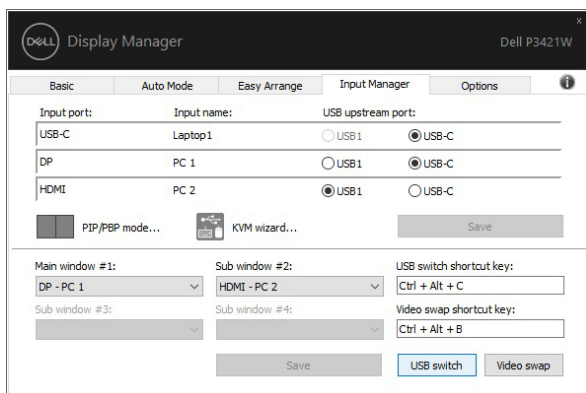 x
DELL Display Manager Dell P3421W
Basic Auto Mode Easy Arrange Input Manager Options i
Input port: Input name: USB upstream port:
USB-C Laptop1 USB1 USB-C
DP PC 1 USB1 USB-C
HDMI PC 2 USB1 USB-C
PIP/PBP mode... KVM wizard... Save
Main window #1: Sub window #2: USB switch shortcut key:
DP - PC 1 HDMI - PC 2 Ctrl + Alt + C
Sub window #3: Sub window #4: Video swap shortcut key:
Ctrl + Alt + B
Save USB switch Video swap